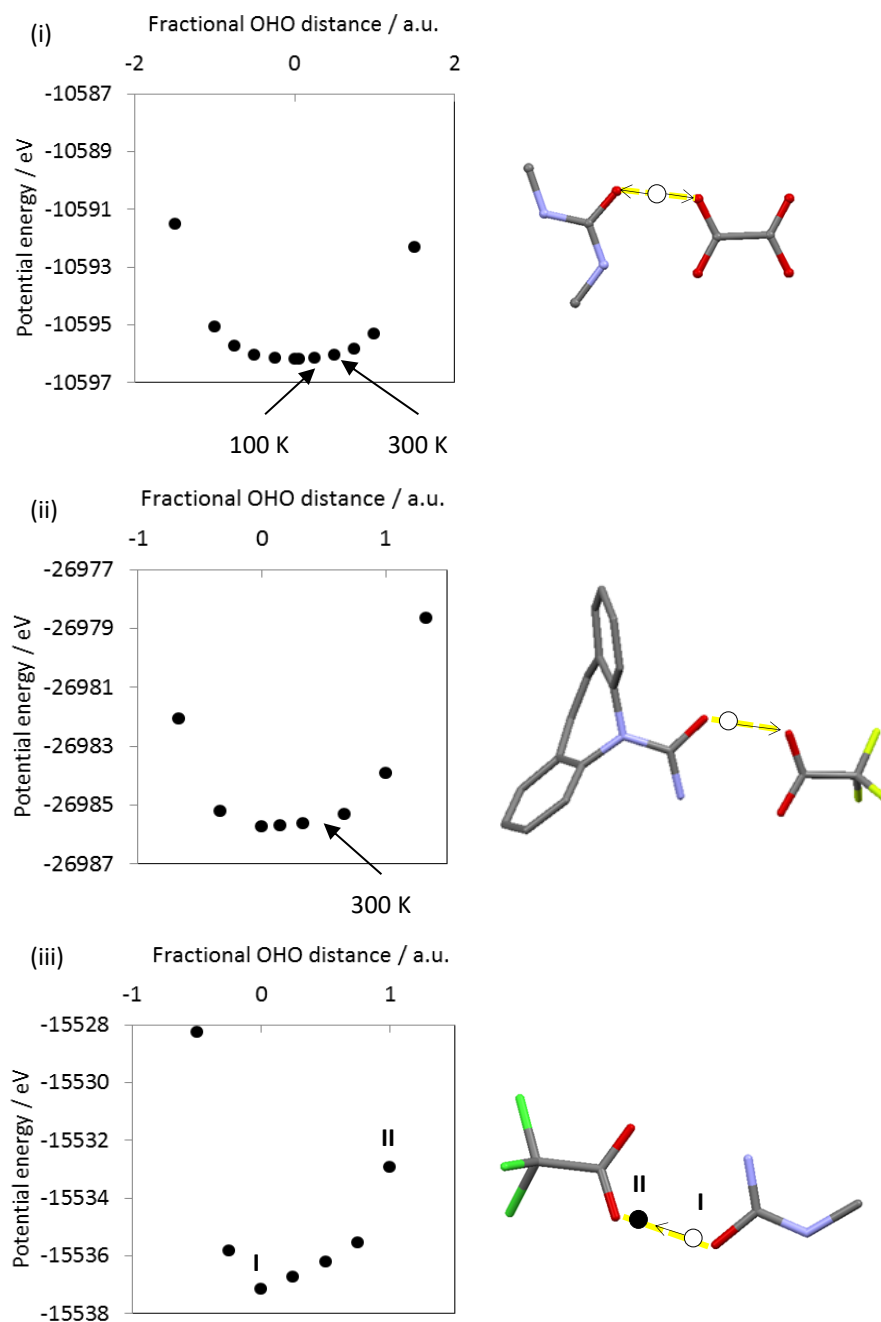 (i)
Fractional OHO distance / a.u.
-2 0 2
Potential energy / eV
-10587
-10589
-10591
-10593
-10595
-10597
100 K 300 K
(ii)
Fractional OHO distance / a.u.
-1 0 1
Potential energy / eV
-26977
-26979
-26981
-26983
-26985
-26987
300 K
(iii)
Fractional OHO distance / a.u.
-1 0 1
Potential energy / eV
-15528
-15530
-15532
-15534
-15536
-15538
I
II
II
I